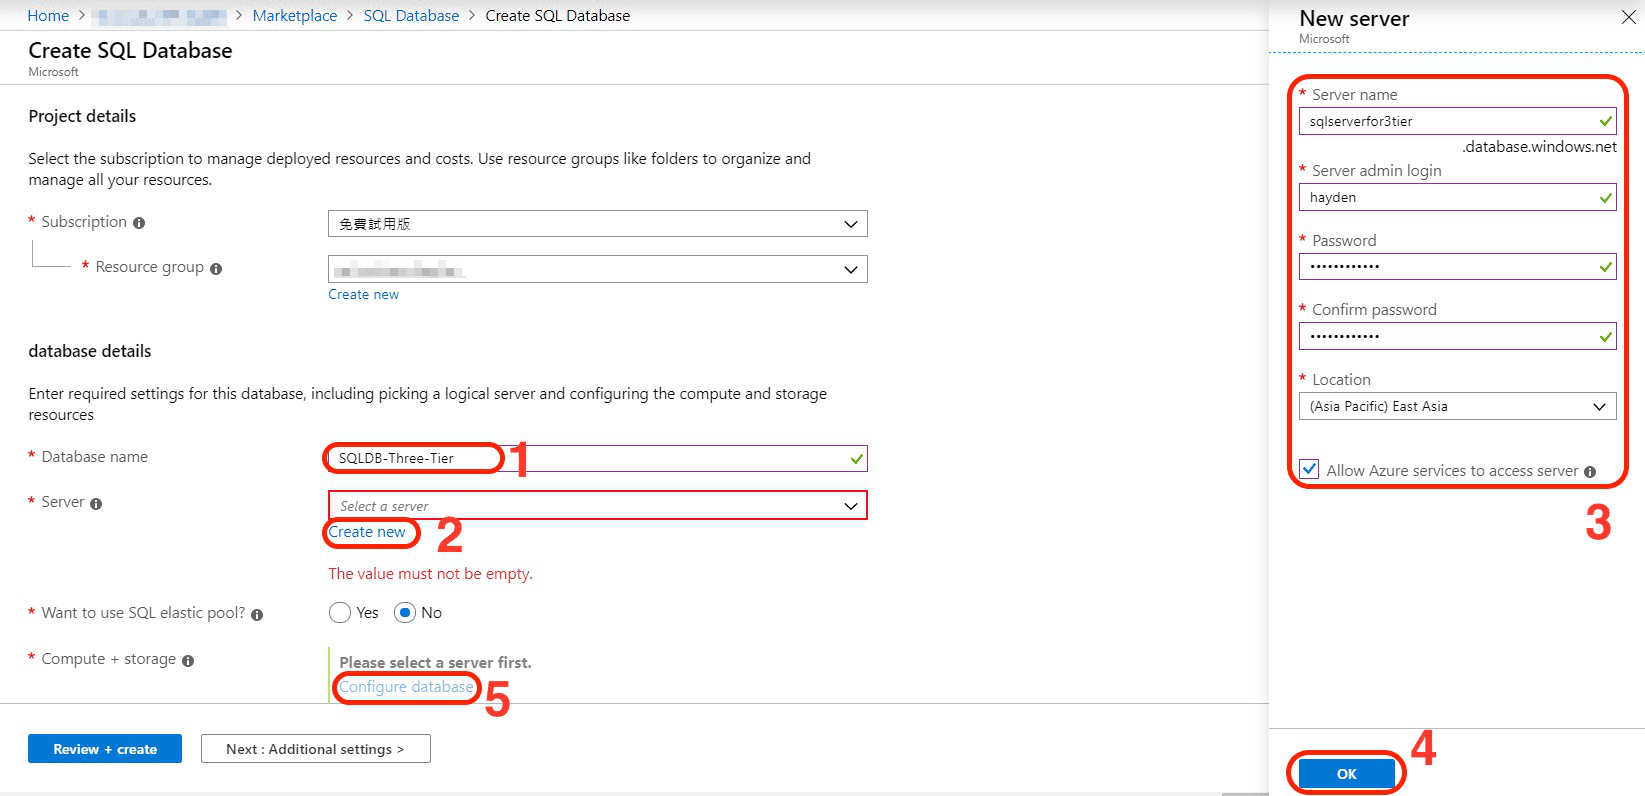 Home > > Marketplace > SQL Database > Create SQL Database
Create SQL Database
Microsoft
Project details
Select the subscription to manage deployed resources and costs. Use resource groups like folders to organize and
manage all your resources.
* Subscription
免費試用版
* Resource group
Create new
database details
Enter required settings for this database, including picking a logical server and configuring the compute and storage
resources
* Database name
SQLDB-Three-Tier
1
* Server
Select a server
Create new
2
The value must not be empty.
* Want to use SQL elastic pool?
Yes No
* Compute + storage
Please select a server first.
Configure database
5
Review + create
Next : Additional settings >
New server
Microsoft
* Server name
sqlserverfor3tier
.database.windows.net
* Server admin login
hayden
* Password
••••••••••••
* Confirm password
••••••••••••
* Location
(Asia Pacific) East Asia
Allow Azure services to access server
3
OK
4